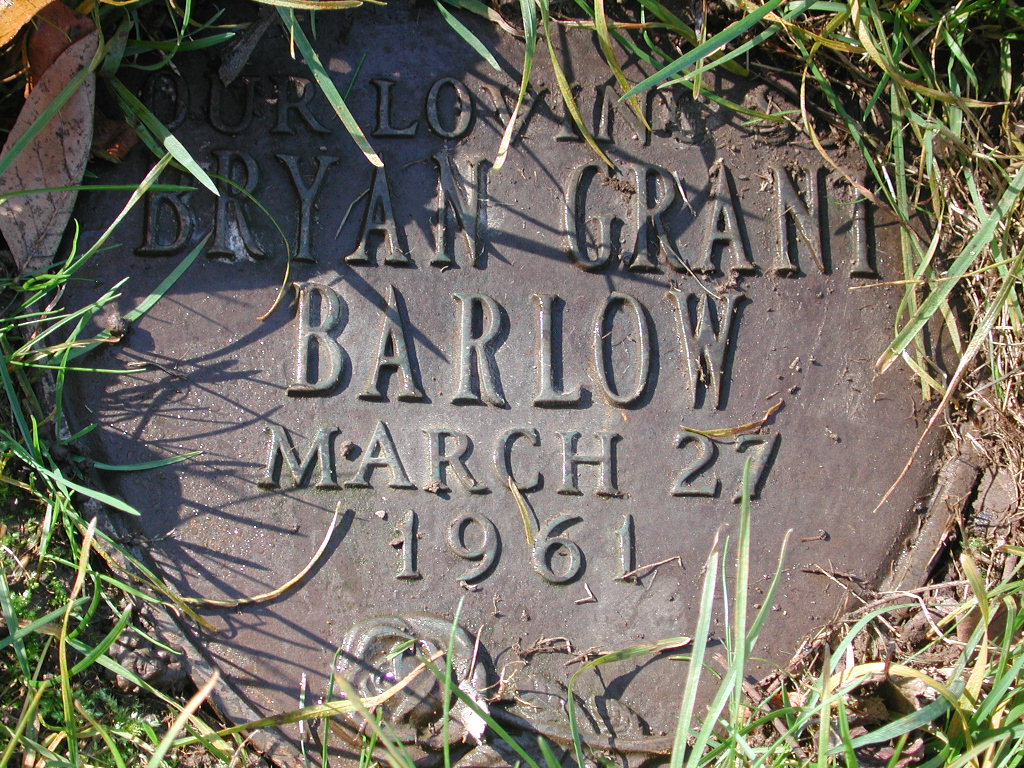 OUR LOVING
BRYAN GRANT
BARLOW
MARCH 27
1961